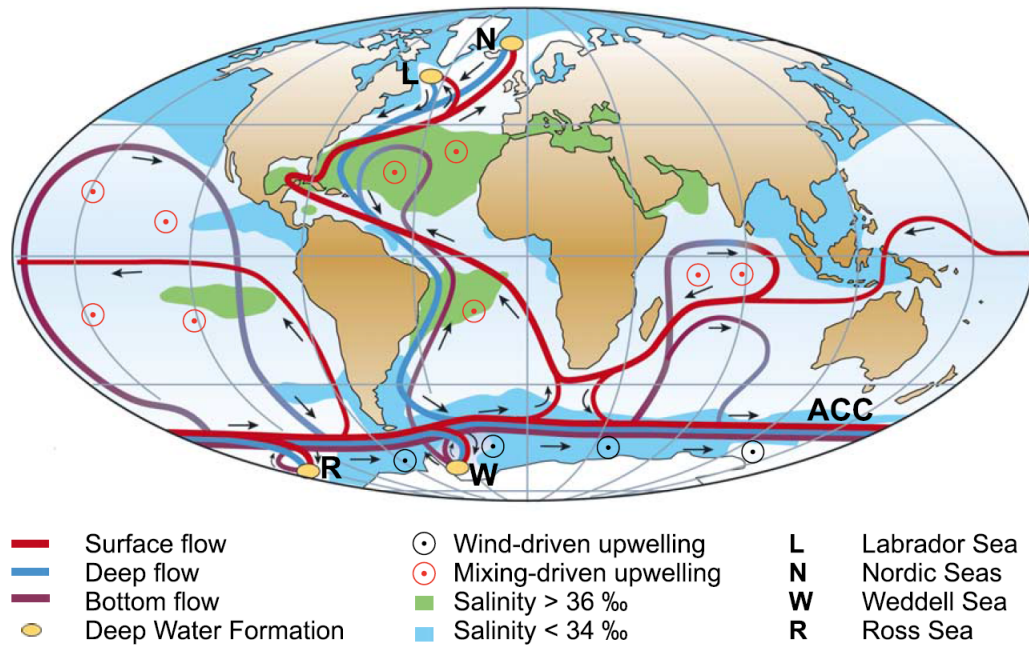 N
L
ACC
R
W
Surface flow
Deep flow
Bottom flow
Deep Water Formation
Wind-driven upwelling
Mixing-driven upwelling
Salinity > 36 ‰
Salinity < 34 ‰
L Labrador Sea
N Nordic Seas
W Weddell Sea
R Ross Sea